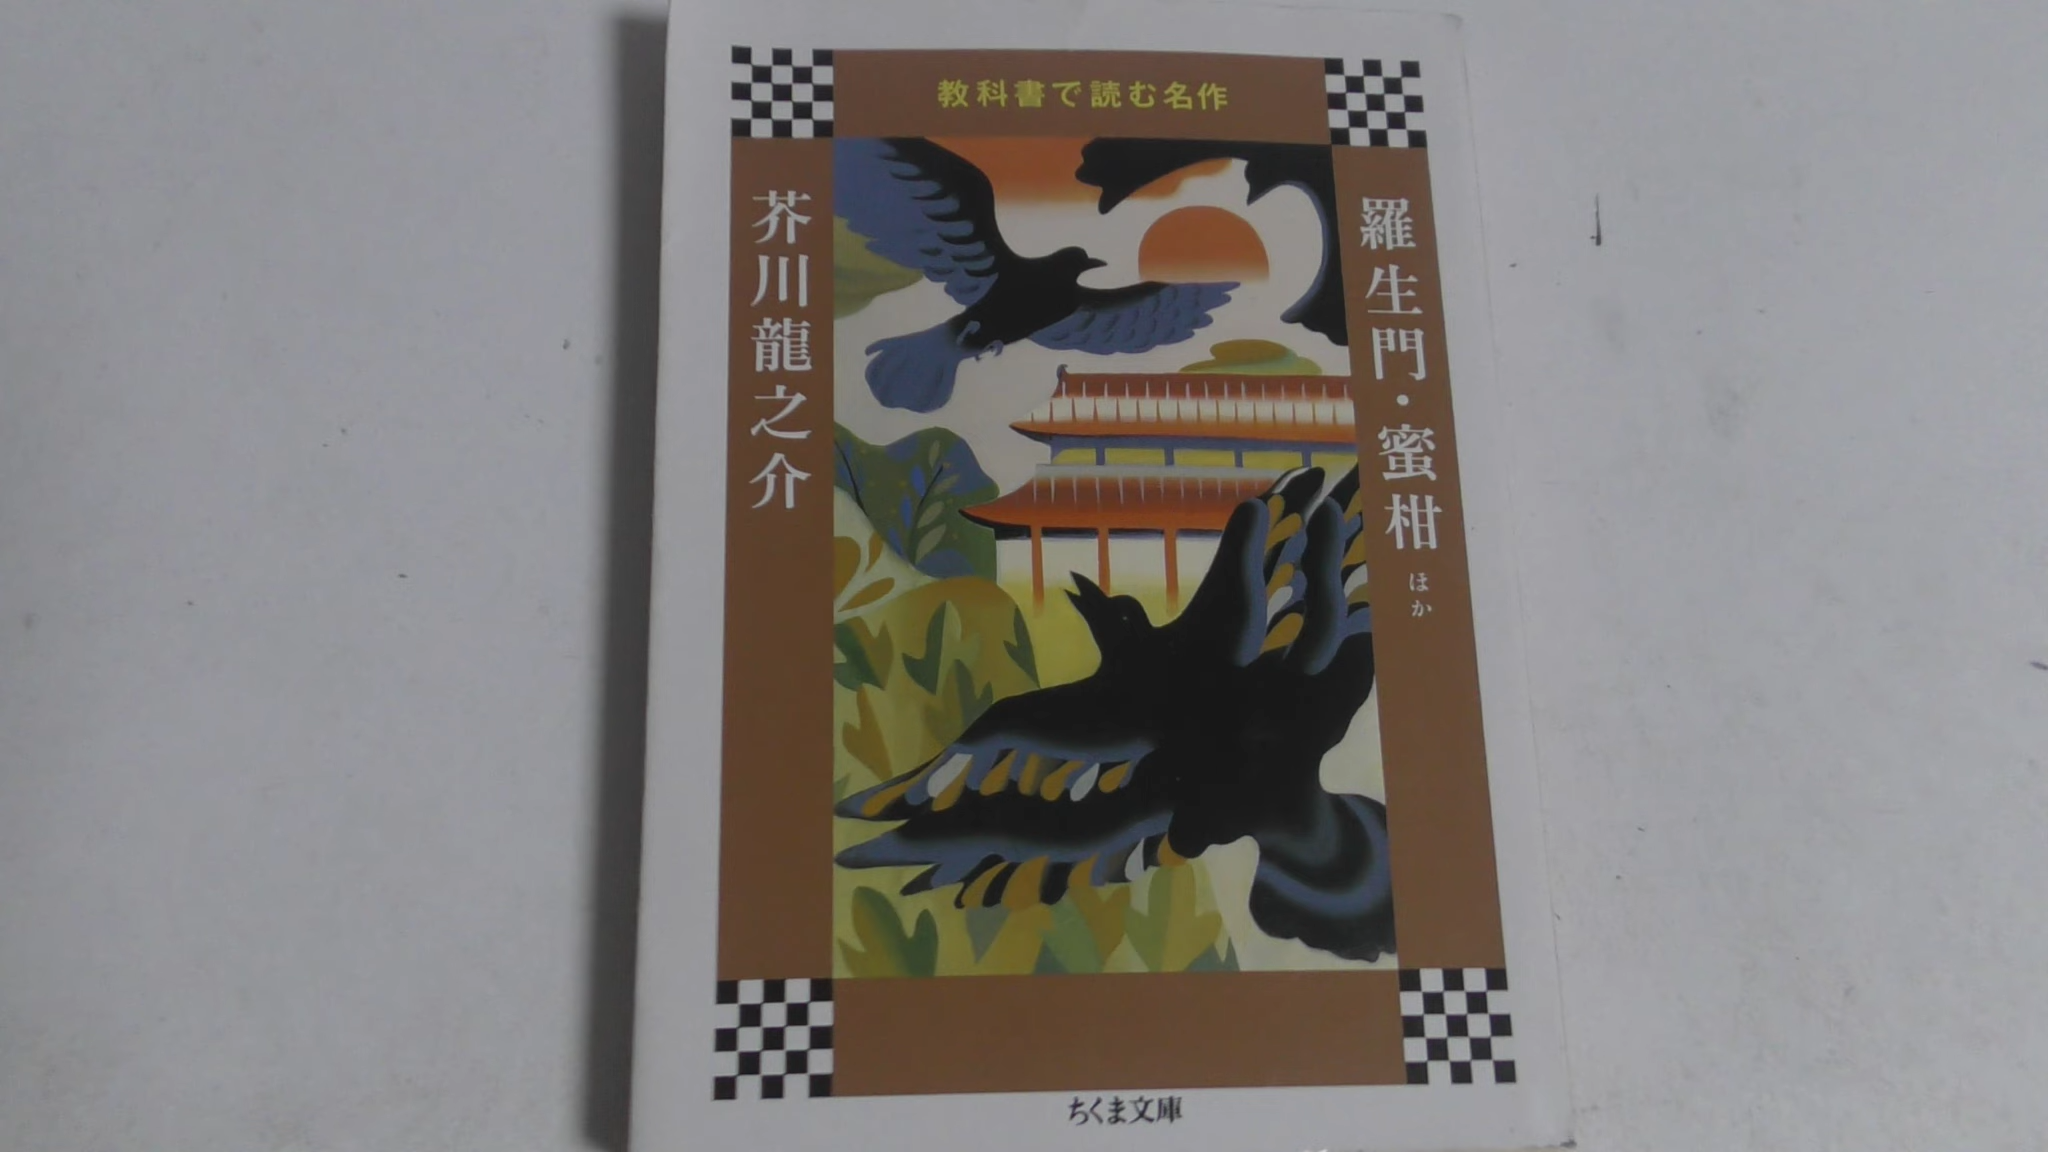 教科書で読む名作
羅生門・蜜柑 ほか
芥川龍之介
ちくま文庫